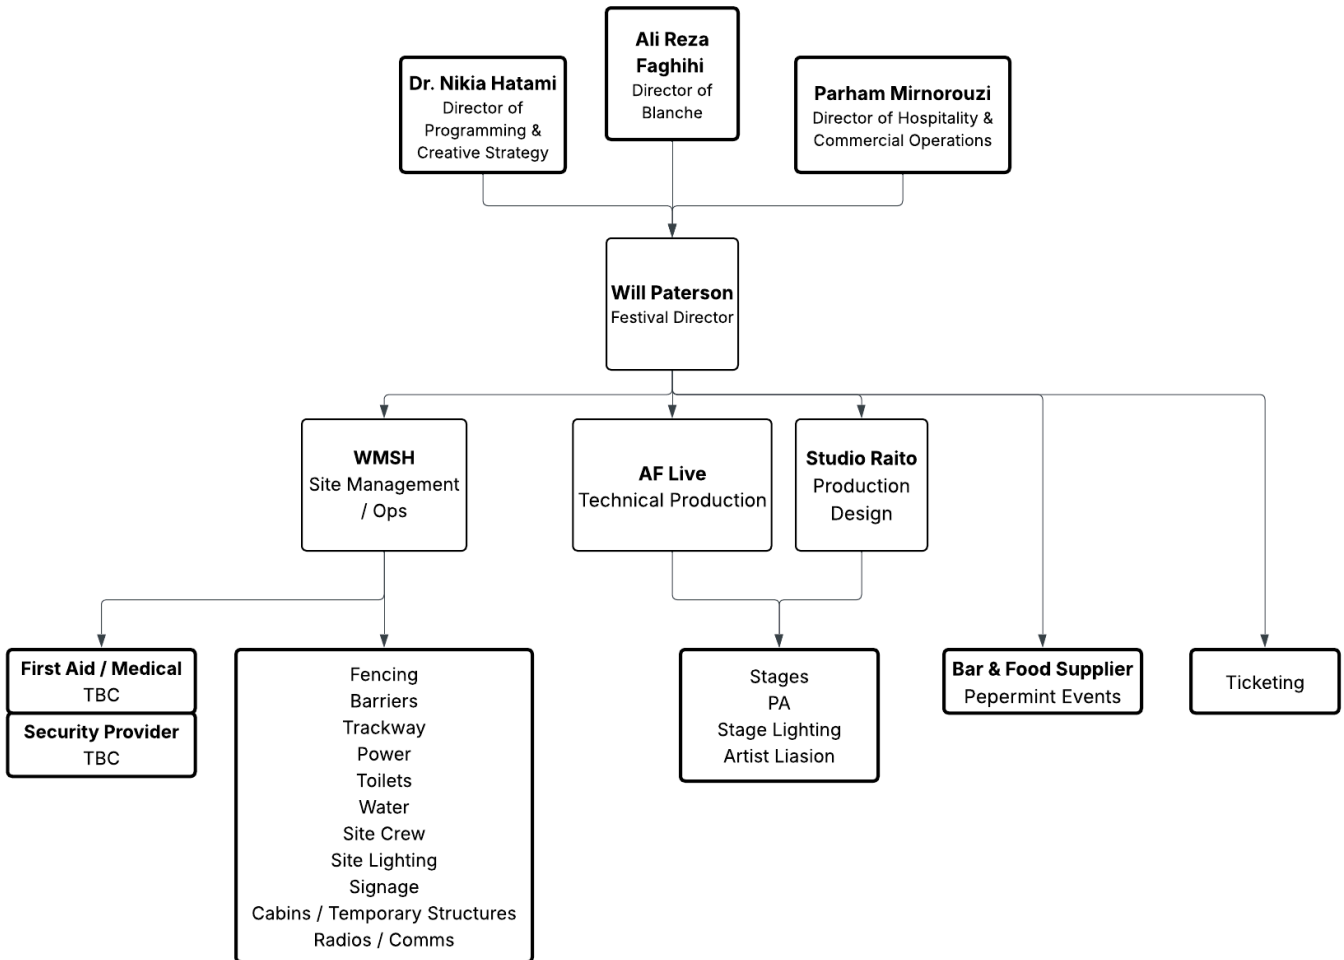 Ali Reza
Faghihi
Director of
Blanche
Dr. Nikia Hatami
Director of
Programming &
Creative Strategy
Parham Mirnorouzi
Director of Hospitality &
Commercial Operations
Will Paterson
Festival Director
WMSH
Site Management
/ Ops
AF Live
Technical Production
Studio Raito
Production
Design
First Aid / Medical
TBC
Security Provider
TBC
Fencing
Barriers
Trackway
Power
Toilets
Water
Site Crew
Site Lighting
Signage
Cabins / Temporary Structures
Radios / Comms
Stages
PA
Stage Lighting
Artist Liasion
Bar & Food Supplier
Pepermint Events
Ticketing